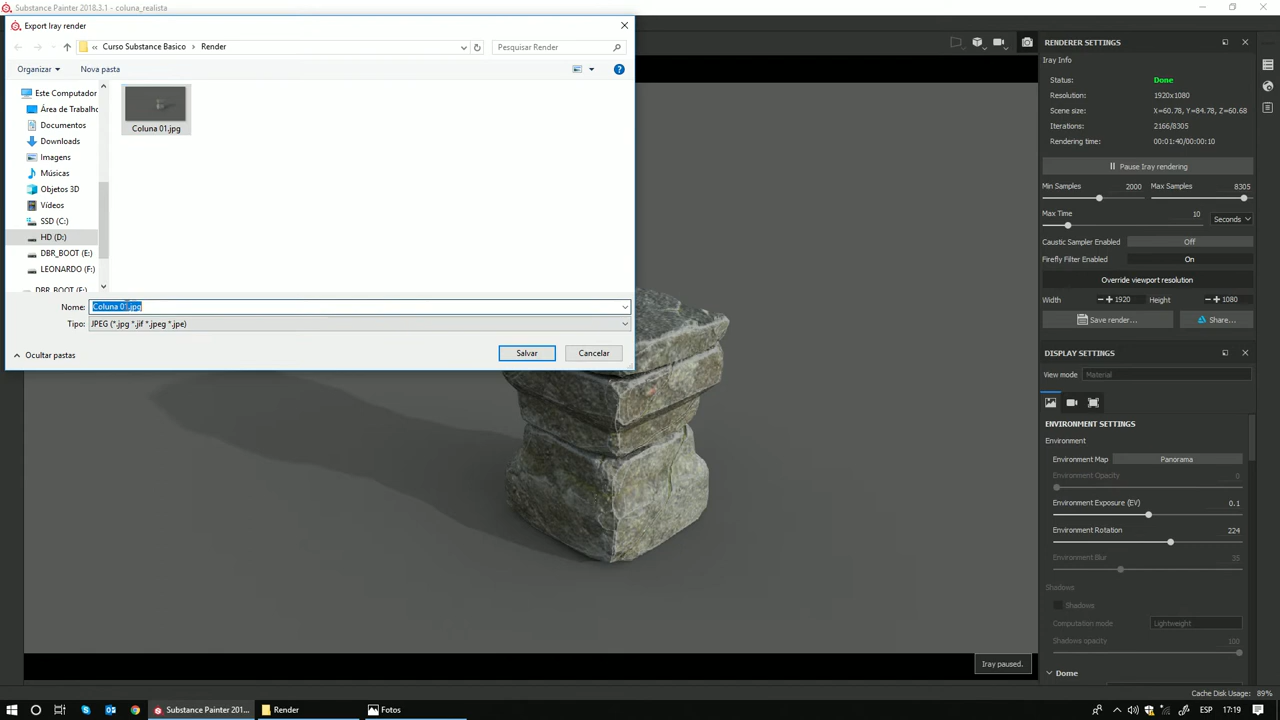 Substance Painter 2018.3.1 - coluna_realista
Export Iray render
« Curso Substance Basico › Render
Pesquisar Render
Organizar
Nova pasta
Este Computador
Área de Trabalho
Documentos
Downloads
Imagens
Músicas
Objetos 3D
Vídeos
SSD (C:)
HD (D:)
DBR_BOOT (E:)
LEONARDO (F:)
DBR_BOOT (E:)
Coluna 01.jpg
Nome: Coluna 01.jpg
Tipo: JPEG (*.jpg *.jif *.jpeg *.jpe)
Ocultar pastas
Salvar
Cancelar
RENDERER SETTINGS
Iray Info
Status: Done
Resolution: 1920x1080
Scene size: X=60.78, Y=84.78, Z=60.68
Iterations: 2166/8305
Rendering time: 00:01:40/00:00:10
Pause Iray rendering
Min Samples 2000 Max Samples 8305
Max Time 10 Seconds
Caustic Sampler Enabled Off
Firefly Filter Enabled On
Override viewport resolution
Width 1920 Height 1080
Save render... Share...
DISPLAY SETTINGS
View mode Material
ENVIRONMENT SETTINGS
Environment
Environment Map Panorama
Environment Opacity 0
Environment Exposure (EV) 0.1
Environment Rotation 224
Environment Blur 35
Shadows
Shadows
Computation mode Lightweight
Shadows opacity 100
Dome
Iray paused.
Cache Disk Usage: 89%
Substance Painter 201...
Render
Fotos
ESP
17:19